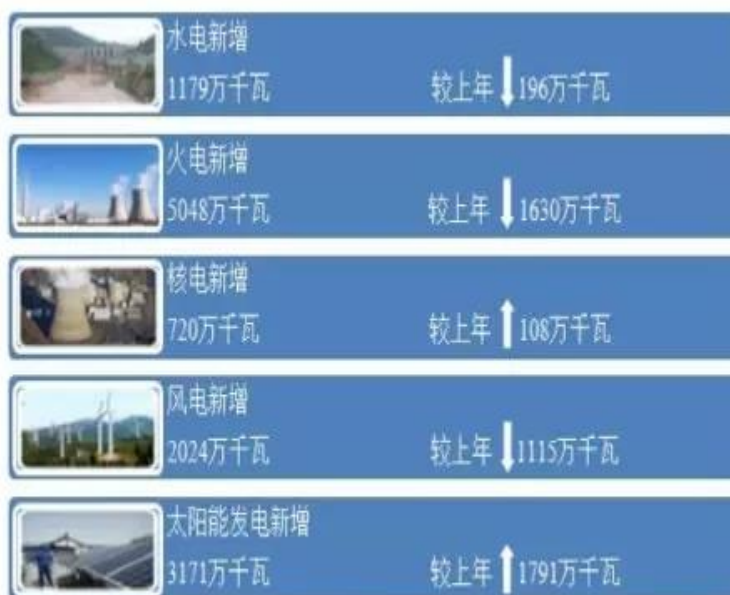 水电新增
1179万千瓦 较上年 196万千瓦
火电新增
5048万千瓦 较上年 1630万千瓦
核电新增
720万千瓦 较上年 108万千瓦
风电新增
2024万千瓦 较上年 1115万千瓦
太阳能发电新增
3171万千瓦 较上年 1791万千瓦